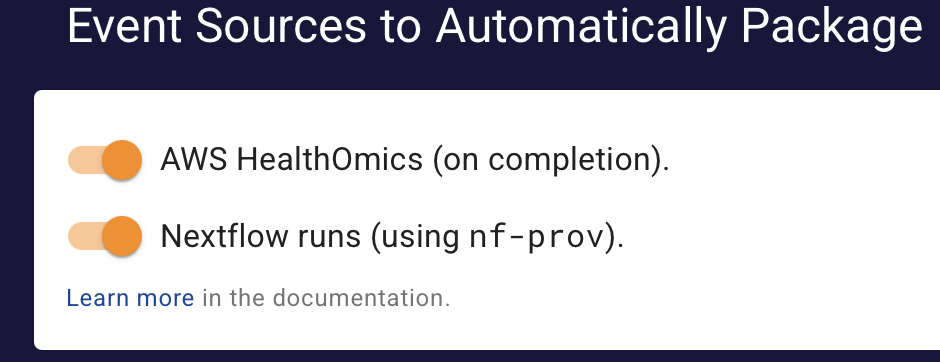 Event Sources to Automatically Package
AWS HealthOmics (on completion).
Nextflow runs (using nf-prov).
Learn more in the documentation.